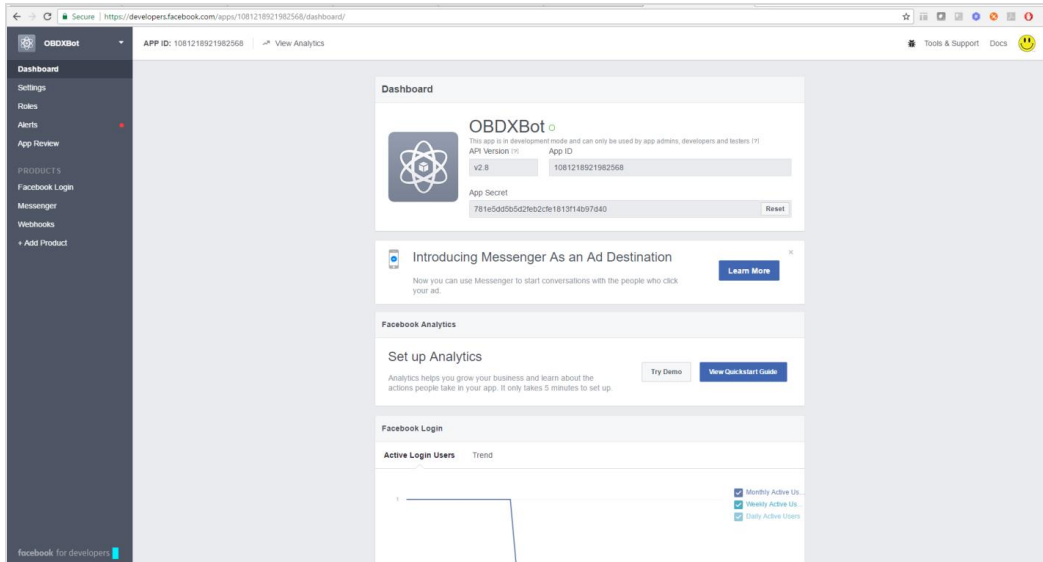 Secure | https://developers.facebook.com/apps/1081218921982568/dashboard/
OBDXBot
APP ID: 1081218921982568
View Analytics
Tools & Support
Docs
Dashboard
Settings
Roles
Alerts
App Review
PRODUCTS
Facebook Login
Messenger
Webhooks
+ Add Product
facebook for developers
Dashboard
OBDXBot
This app is in development mode and can only be used by app admins, developers and testers [?]
API Version [?]
App ID
v2.8
1081218921982568
App Secret
781e5dd5b5d2feb2cfe1813f14b97d40
Reset
Introducing Messenger As an Ad Destination
Now you can use Messenger to start conversations with the people who click
your ad.
Learn More
Facebook Analytics
Set up Analytics
Analytics helps you grow your business and learn about the
actions people take in your app. It only takes 5 minutes to set up.
Try Demo
View Quickstart Guide
Facebook Login
Active Login Users
Trend
1
Monthly Active Us...
Weekly Active Us...
Daily Active Users